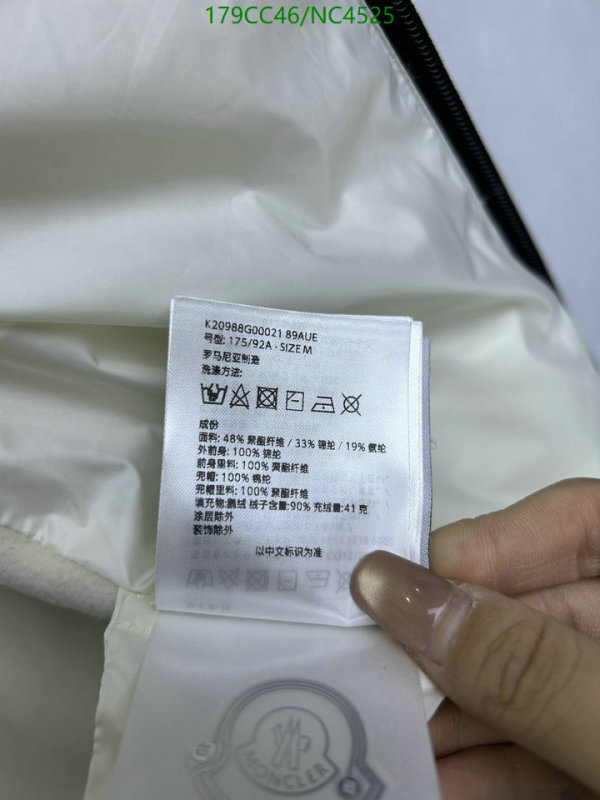 179CC46/NC4525
K20988G00021 89AUE
号型: 175/92A - SIZE M
罗马尼亚制造
洗涤方法:
成份
面料: 48% 聚酯纤维 / 33% 锦纶 / 19% 氨纶
外前身: 100% 锦纶
前身里料: 100% 聚酯纤维
兜帽: 100% 锦纶
兜帽里料: 100% 聚酯纤维
填充物: 鹅绒 绒子含量: 90% 充绒量: 41 克
涂层除外
装饰除外
以中文标识为准
MONCLER